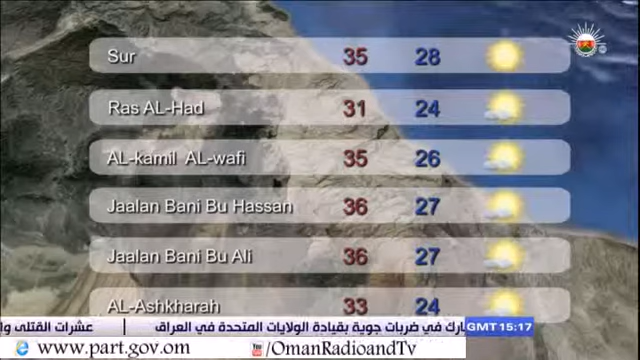 Sur 35 28
Ras AL-Had 31 24
AL-kamil AL-wafi 35 26
Jaalan Bani Bu Hassan 36 27
Jaalan Bani Bu Ali 36 27
AL-Ashkharah 33 24
ارك في ضربات جوية بقيادة الولايات المتحدة في العراق | عشرات القتلى وا
GMT 15:17
www.part.gov.om
/OmanRadioandTv